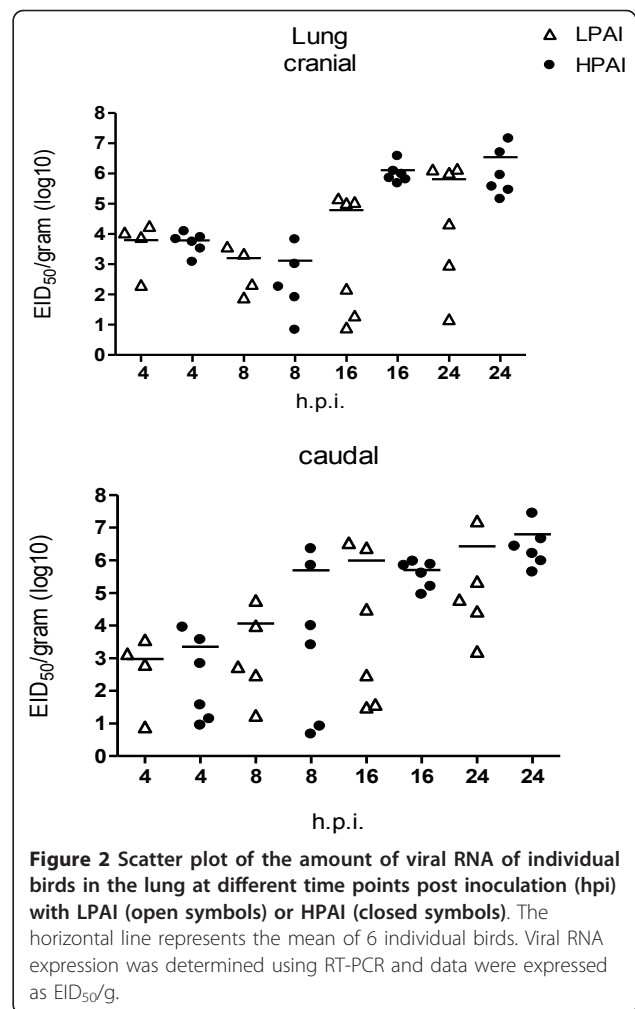 Lung
cranial
△ LPAI
● HPAI
EID₅₀/gram (log10)
8
7
6
5
4
3
2
1
0
4 4 8 8 16 16 24 24
h.p.i.
caudal
EID₅₀/gram (log10)
8
7
6
5
4
3
2
1
0
4 4 8 8 16 16 24 24
h.p.i.
Figure 2 Scatter plot of the amount of viral RNA of individual
birds in the lung at different time points post inoculation (hpi)
with LPAI (open symbols) or HPAI (closed symbols). The
horizontal line represents the mean of 6 individual birds. Viral RNA
expression was determined using RT-PCR and data were expressed
as EID₅₀/g.